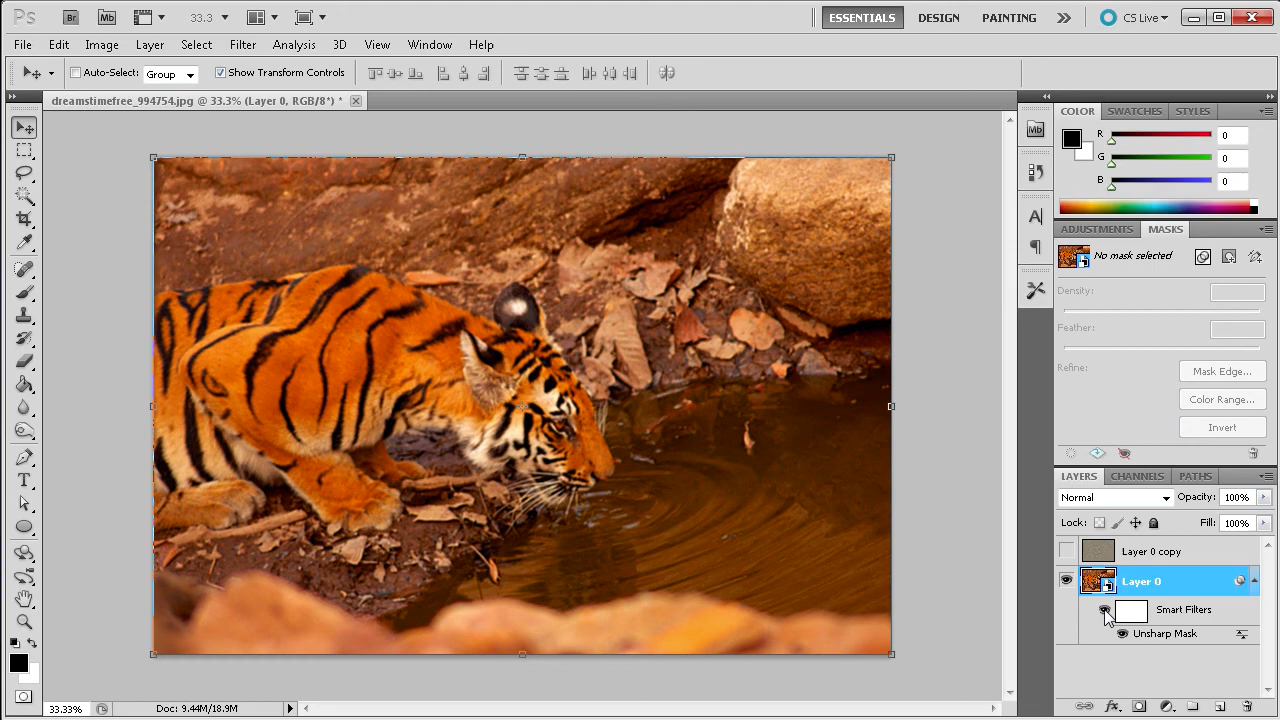 Ps Br Mb 33.3 ESSENTIALS DESIGN PAINTING CS Live
File Edit Image Layer Select Filter Analysis 3D View Window Help
Auto-Select: Group Show Transform Controls
dreamstimefree_994754.jpg @ 33.3% (Layer 0, RGB/8*) *
COLOR SWATCHES STYLES
Mb
R 0
G 0
B 0
A
ADJUSTMENTS MASKS
No mask selected
Density:
Feather:
Refine: Mask Edge...
Color Range...
Invert
LAYERS CHANNELS PATHS
Normal Opacity: 100%
Lock: Fill: 100%
Layer 0 copy
Layer 0
Smart Filters
Unsharp Mask
T
33.33% Doc: 9.44M/18.9M
fx